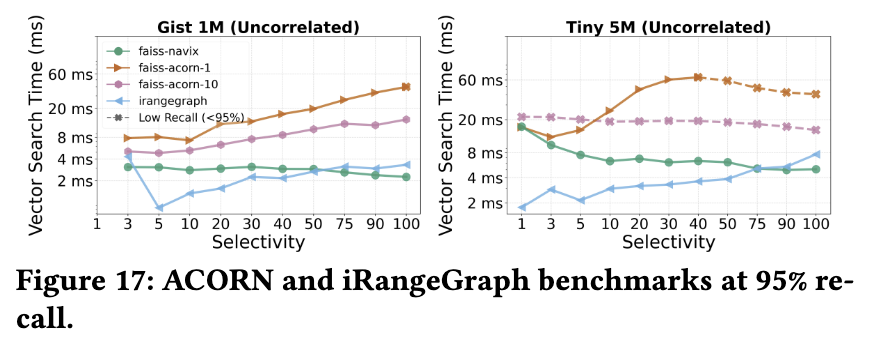 Gist 1M (Uncorrelated)
Vector Search Time (ms)
60 ms
20 ms
8 ms
4 ms
2 ms
faiss-navix
faiss-acorn-1
faiss-acorn-10
irangegraph
Low Recall (<95%)
1 3 5 10 20 30 40 50 75 90 100
Selectivity
Tiny 5M (Uncorrelated)
Vector Search Time (ms)
60 ms
20 ms
8 ms
4 ms
2 ms
1 3 5 10 20 30 40 50 75 90 100
Selectivity
Figure 17: ACORN and iRangeGraph benchmarks at 95% re-
call.